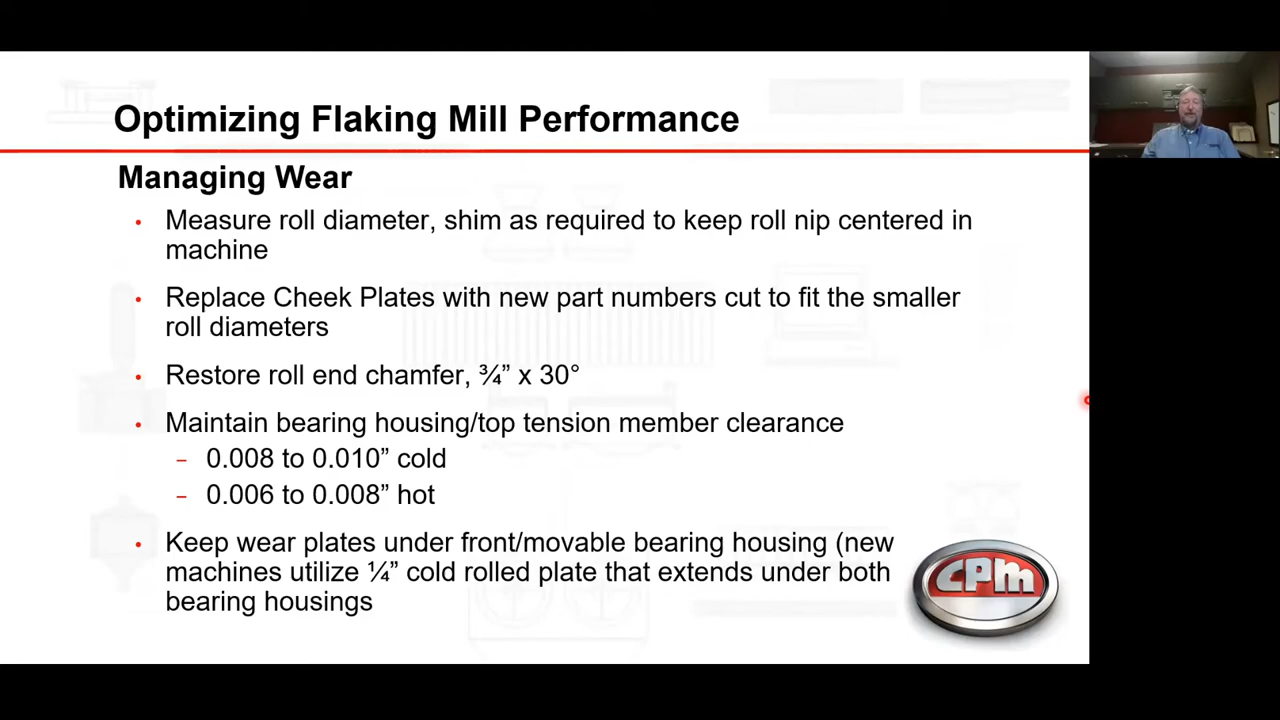 Optimizing Flaking Mill Performance
Managing Wear
• Measure roll diameter, shim as required to keep roll nip centered in
machine
• Replace Cheek Plates with new part numbers cut to fit the smaller
roll diameters
• Restore roll end chamfer, ¾” x 30°
• Maintain bearing housing/top tension member clearance
– 0.008 to 0.010” cold
– 0.006 to 0.008” hot
• Keep wear plates under front/movable bearing housing (new
machines utilize ¼” cold rolled plate that extends under both
bearing housings
CPM